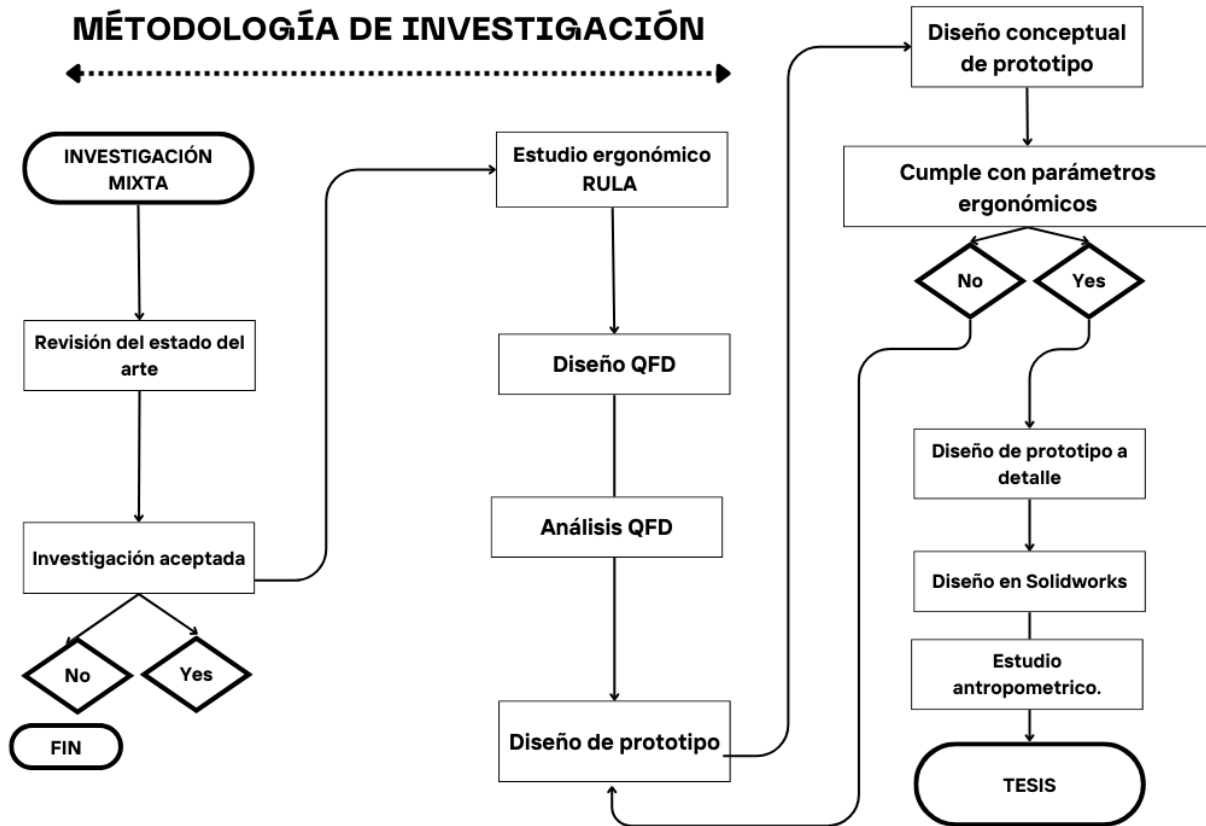 MÉTODOLOGÍA DE INVESTIGACIÓN
INVESTIGACIÓN
MIXTA
Revisión del estado del
arte
Investigación aceptada
No
Yes
FIN
Estudio ergonómico
RULA
Diseño QFD
Análisis QFD
Diseño de prototipo
Diseño conceptual
de prototipo
Cumple con parámetros
ergonómicos
No
Yes
Diseño de prototipo a
detalle
Diseño en Solidworks
Estudio
antropometrico.
TESIS